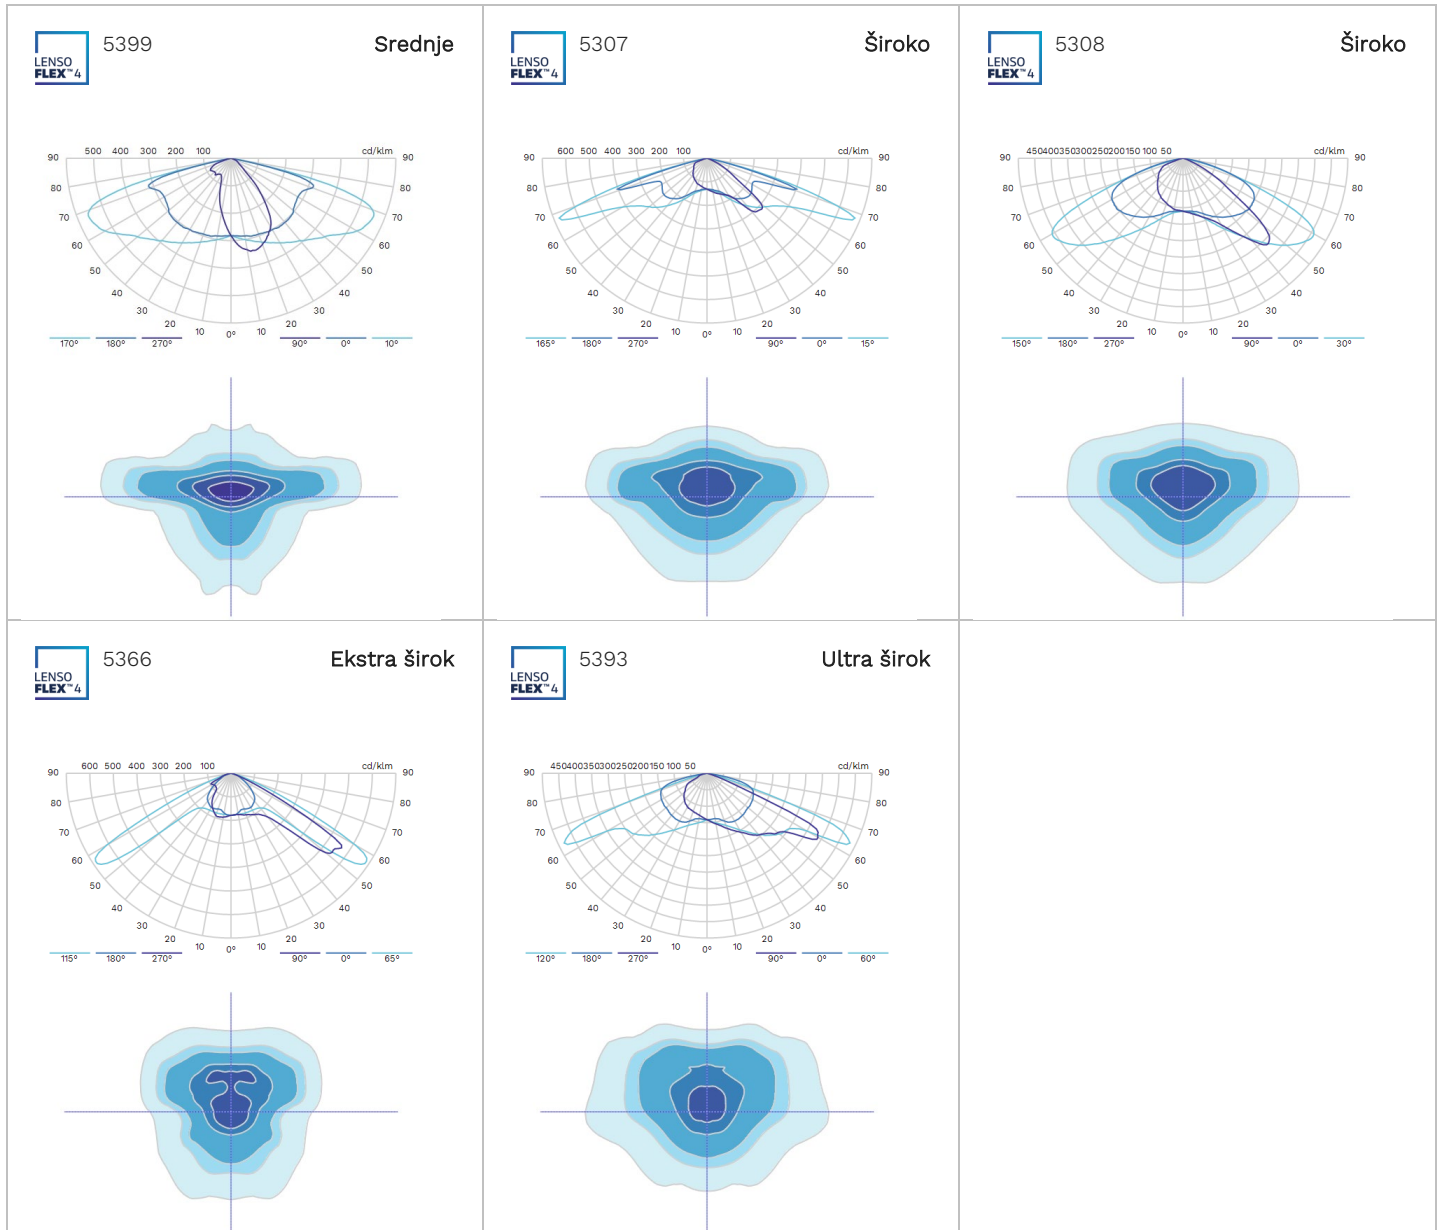 5399 Srednje
LENSO
FLEX™4
500 400 300 200 100 cd/klm
90 90
80 80
70 70
60 60
50 50
40 40
30 30
20 20
10 0° 10
170° 180° 270° 90° 0° 10°
5307 Široko
LENSO
FLEX™4
600 500 400 300 200 100 cd/klm
90 90
80 80
70 70
60 60
50 50
40 40
30 30
20 20
10 0° 10
165° 180° 270° 90° 0° 15°
5308 Široko
LENSO
FLEX™4
450400350300250200150 100 50 cd/klm
90 90
80 80
70 70
60 60
50 50
40 40
30 30
20 20
10 0° 10
150° 180° 270° 90° 0° 30°
5366 Ekstra širok
LENSO
FLEX™4
600 500 400 300 200 100 cd/klm
90 90
80 80
70 70
60 60
50 50
40 40
30 30
20 20
10 0° 10
115° 180° 270° 90° 0° 65°
5393 Ultra širok
LENSO
FLEX™4
450400350300250200150 100 50 cd/klm
90 90
80 80
70 70
60 60
50 50
40 40
30 30
20 20
10 0° 10
120° 180° 270° 90° 0° 60°